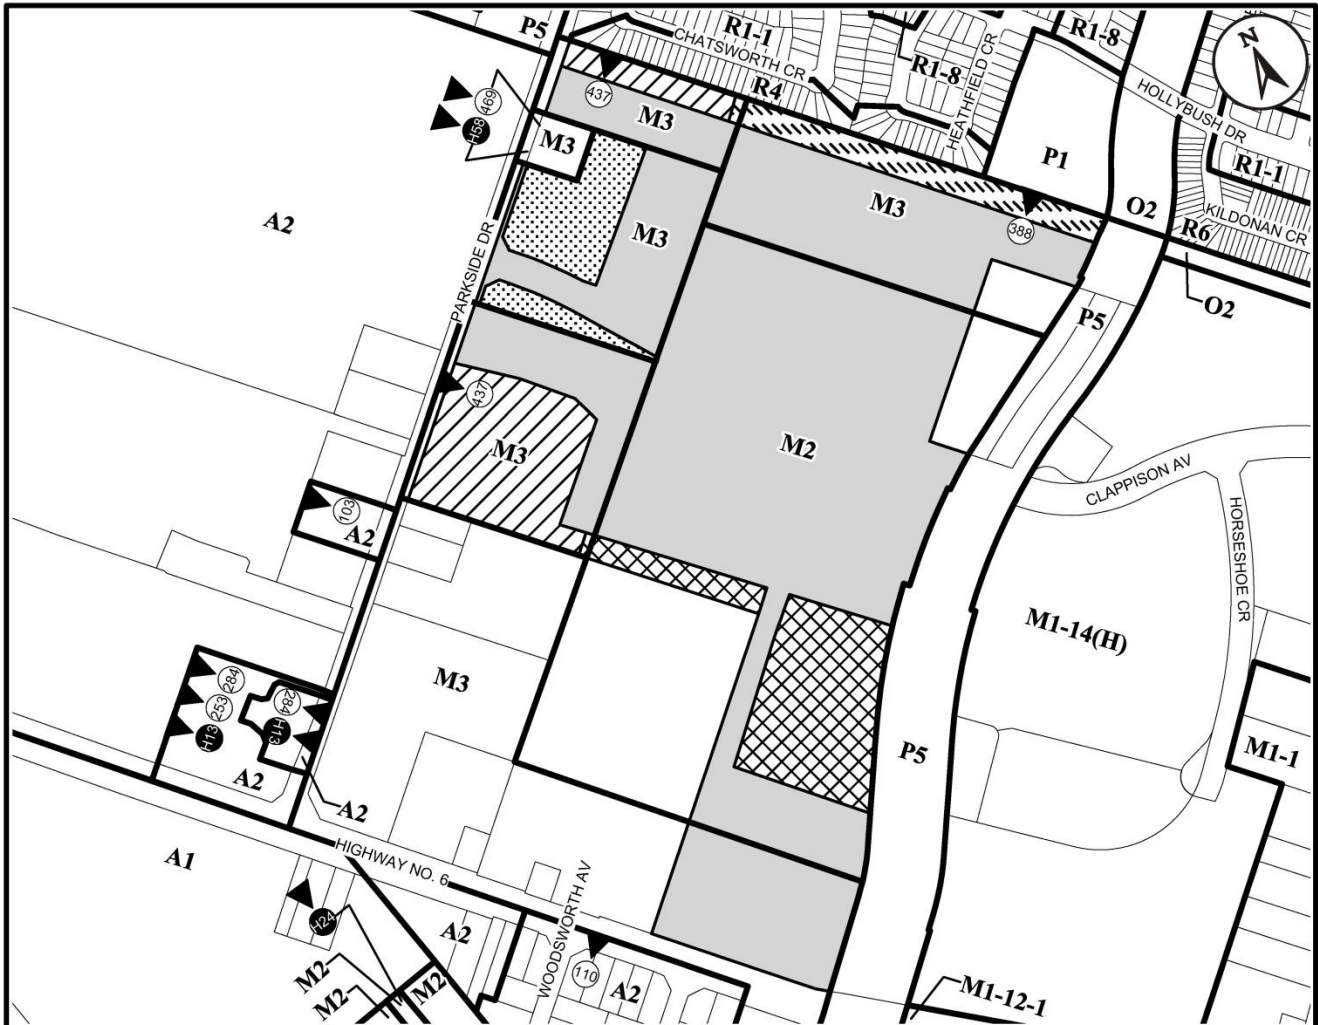 P5
R1-1
R1-8
N
CHATSWORTH CR
R1-8
HEATHFIELD CR
HOLLYBUSH DR
R4
437
M3
469
H58
M3
P1
R1-1
A2
M3
M3
O2
KILDONAN CR
R6
388
O2
PARKSIDE DR
P5
437
M2
M3
CLAPPISON AV
HORSESHOE CR
103
A2
M1-14(H)
M3
284
253
H13
284
H13
A2
A2
P5
M1-1
A1
HIGHWAY NO. 6
WOODSWORTH AV
H24
A2
110
A2
M2
M2
M2
M1-12-1